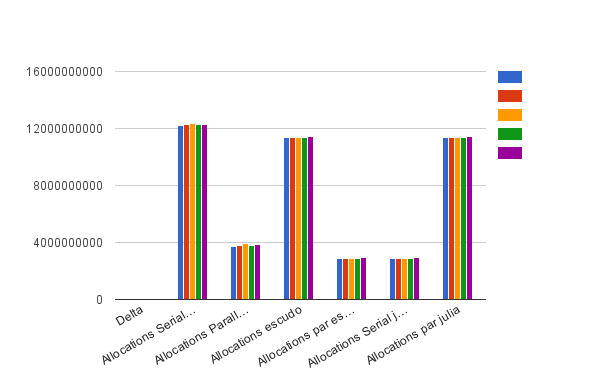 16000000000
12000000000
8000000000
4000000000
0
Delta
Allocations Serial...
Allocations Parall...
Allocations escudo
Allocations par es...
Allocations Serial j...
Allocations par julia